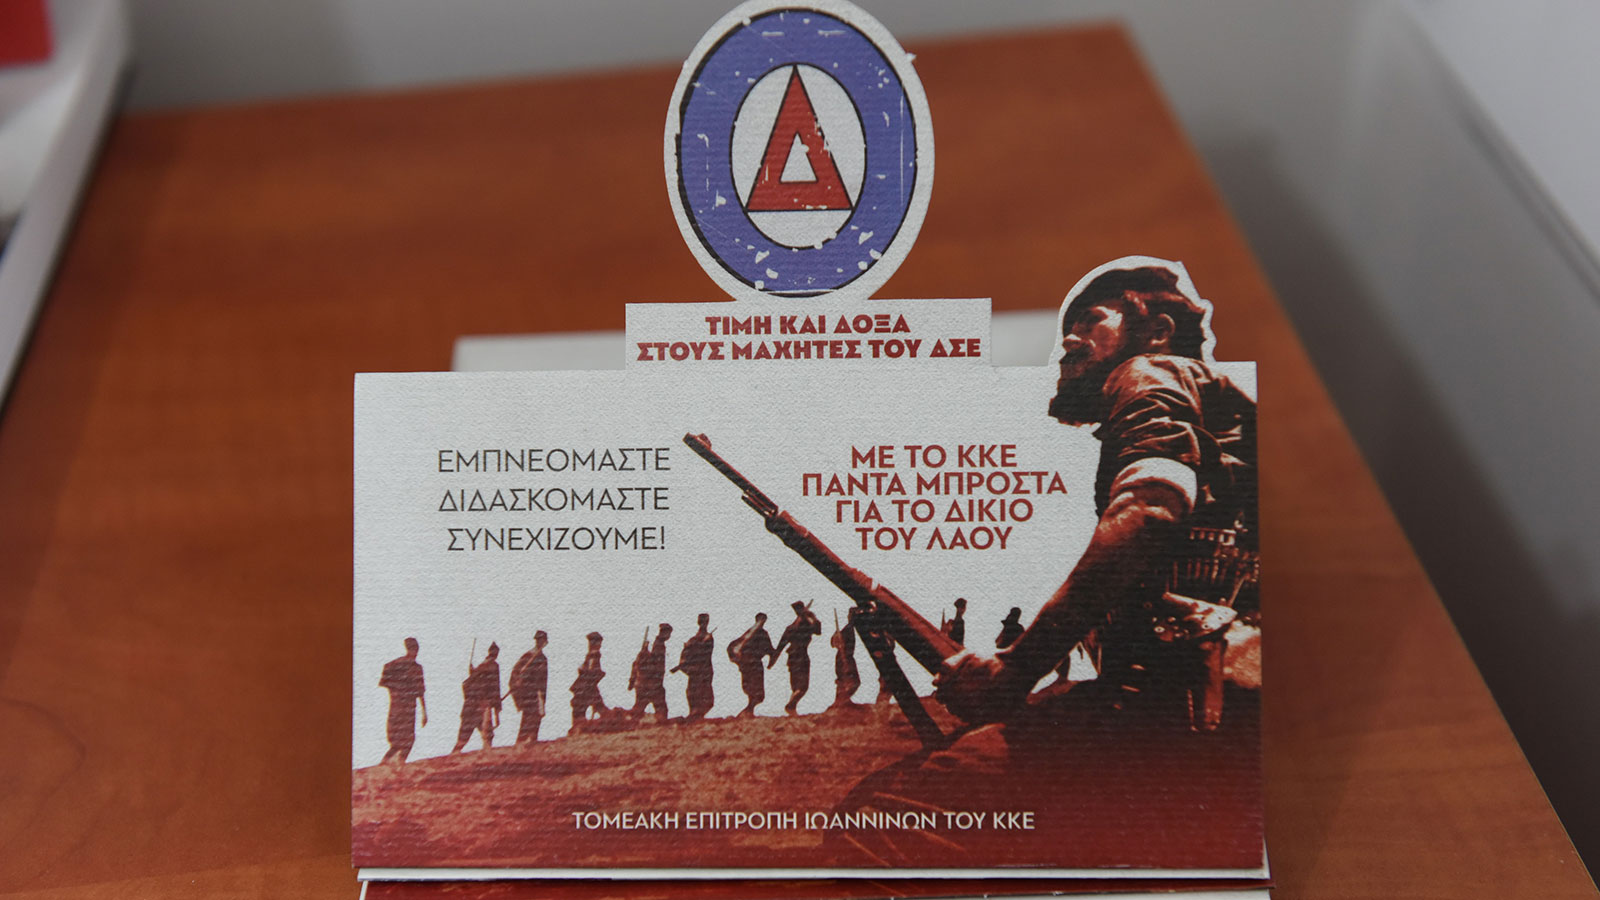 Δ
ΤΙΜΗ ΚΑΙ ΔΟΞΑ
ΣΤΟΥΣ ΜΑΧΗΤΕΣ ΤΟΥ ΔΣΕ
ΕΜΠΝΕΟΜΑΣΤΕ
ΔΙΔΑΣΚΟΜΑΣΤΕ
ΣΥΝΕΧΙΖΟΥΜΕ!
ΜΕ ΤΟ ΚΚΕ
ΠΑΝΤΑ ΜΠΡΟΣΤΑ
ΓΙΑ ΤΟ ΔΙΚΙΟ
ΤΟΥ ΛΑΟΥ
ΤΟΜΕΑΚΗ ΕΠΙΤΡΟΠΗ ΙΩΑΝΝΙΝΩΝ ΤΟΥ ΚΚΕ